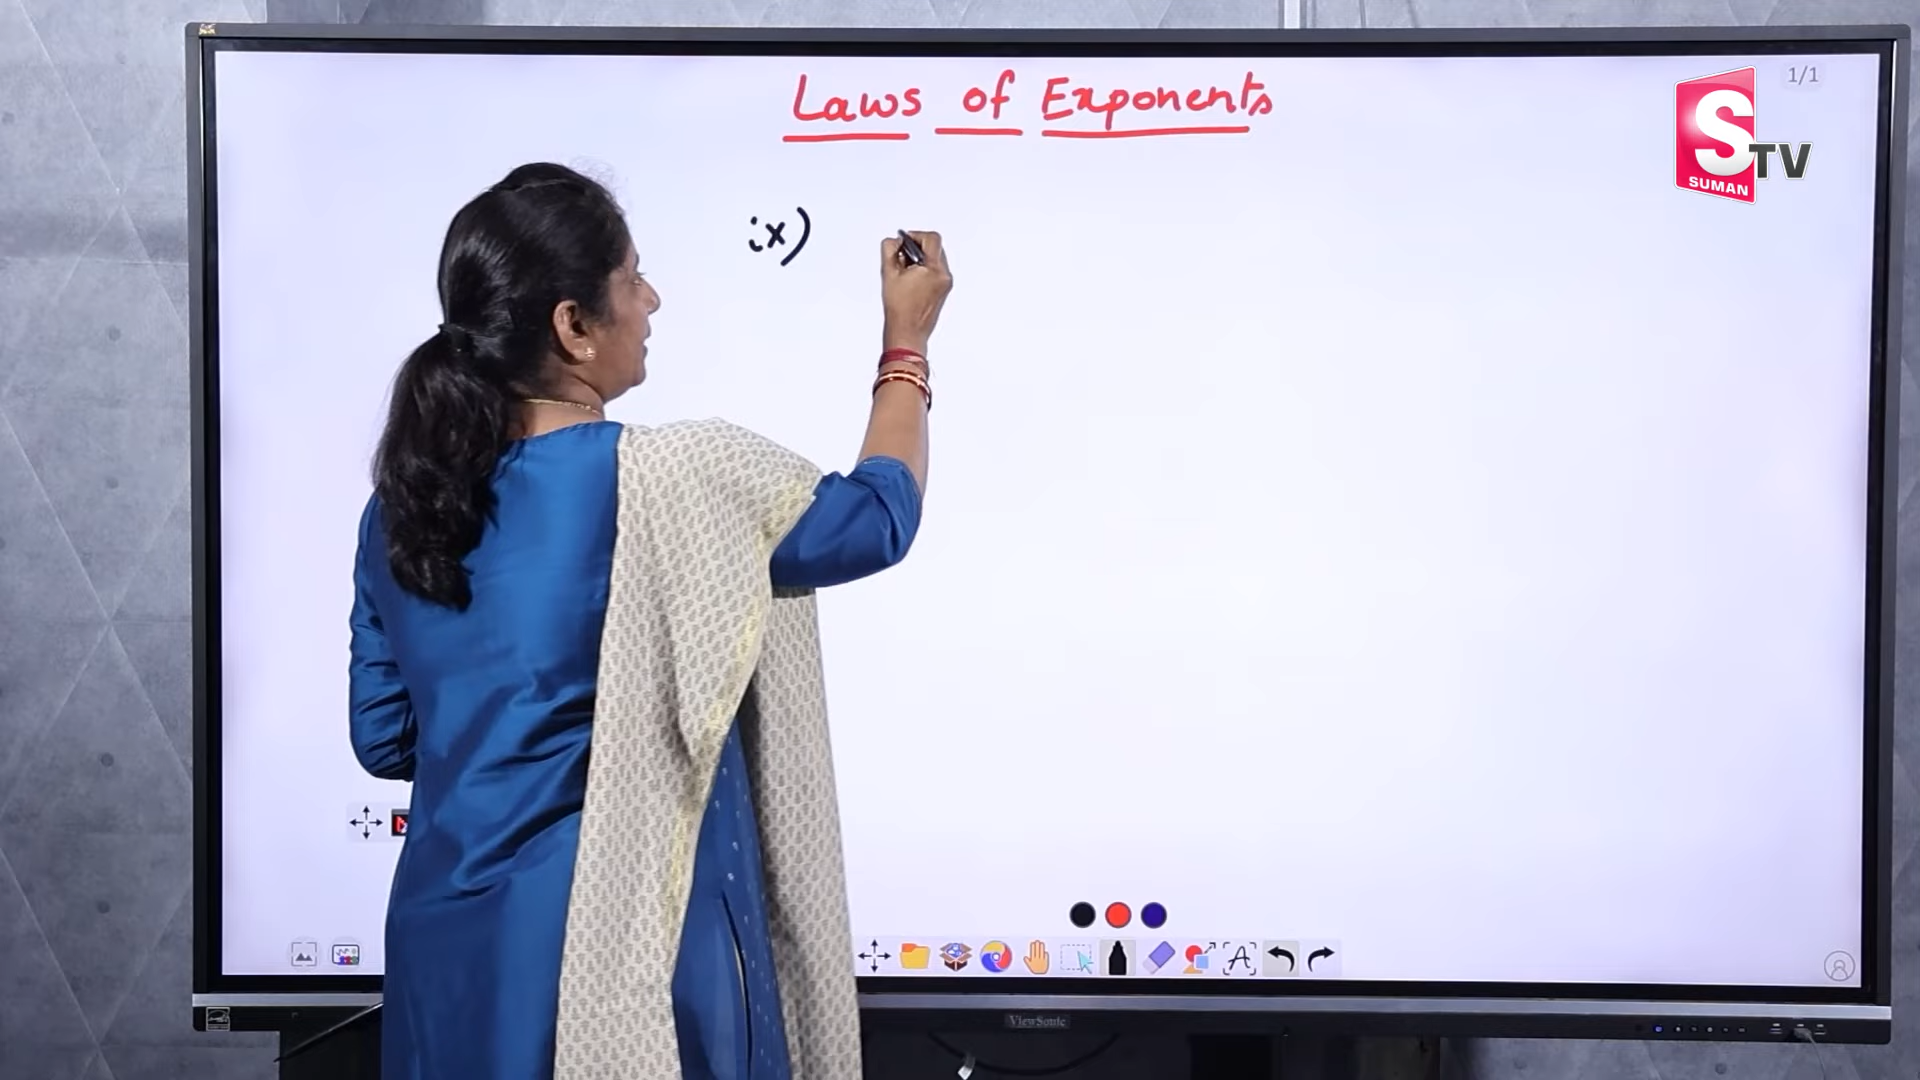 Laws of Exponents
1/1
S TV
SUMAN
ix)
A
ViewSonic